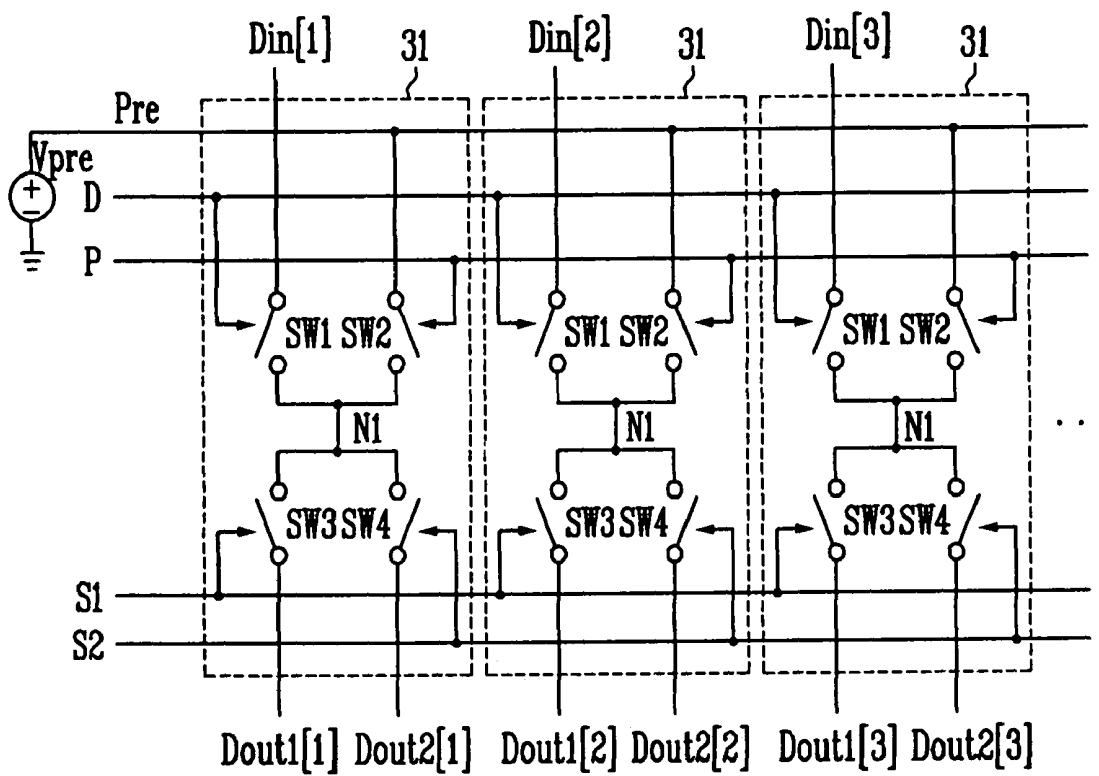 Din[1] 31 Din[2] 31 Din[3] 31
Pre
Vpre
+
−
D
P
SW1 SW2 SW1 SW2 SW1 SW2
N1 N1 N1
. .
SW3 SW4 SW3 SW4 SW3 SW4
S1
S2
Dout1[1] Dout2[1] Dout1[2] Dout2[2] Dout1[3] Dout2[3]